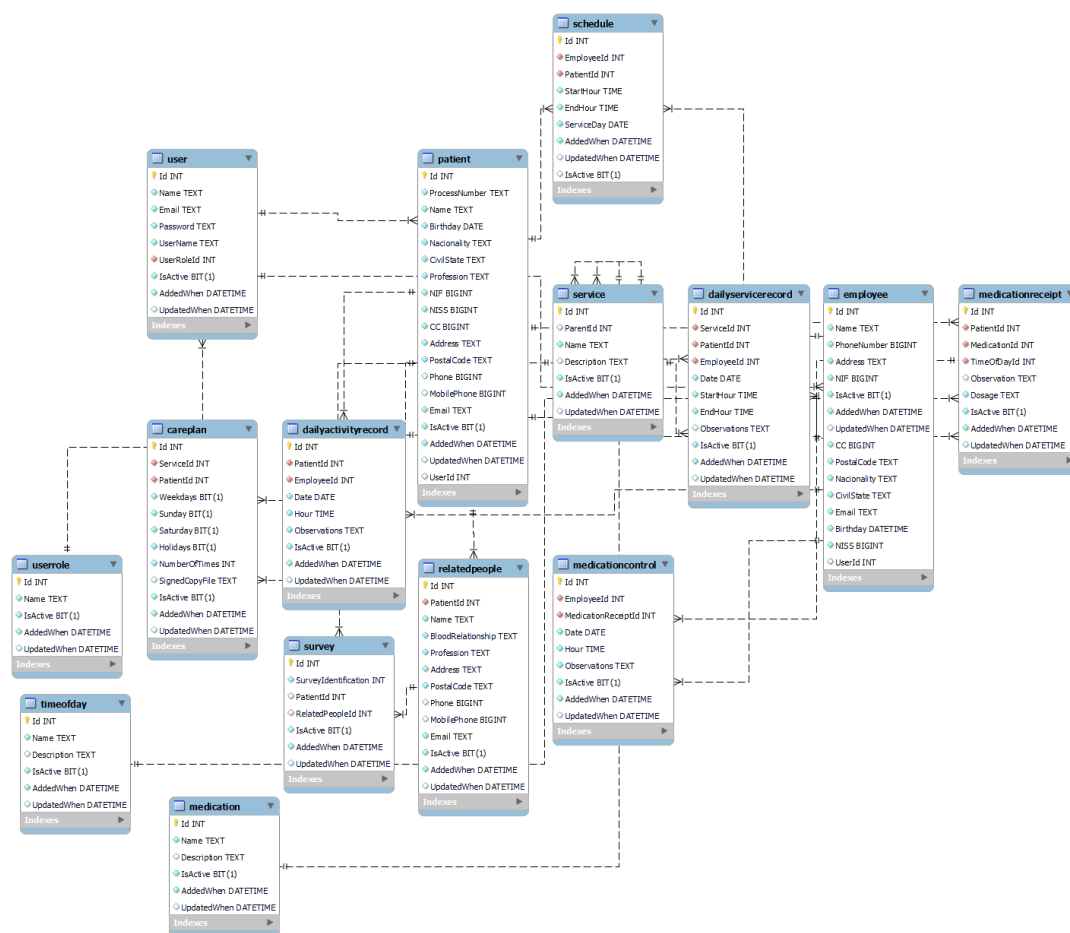 schedule
Id INT
EmployeeId INT
PatientId INT
StartHour TIME
EndHour TIME
ServiceDay DATE
AddedWhen DATETIME
UpdatedWhen DATETIME
IsActive BIT(1)
Indexes
user
Id INT
Name TEXT
Email TEXT
Password TEXT
UserName TEXT
UserRoleId INT
IsActive BIT(1)
AddedWhen DATETIME
UpdatedWhen DATETIME
Indexes
patient
Id INT
ProcessNumber TEXT
Name TEXT
Birthday DATE
Nacionality TEXT
CivilState TEXT
Profession TEXT
NIF BIGINT
NISS BIGINT
CC BIGINT
Address TEXT
PostalCode TEXT
Phone BIGINT
MobilePhone BIGINT
Email TEXT
IsActive BIT(1)
AddedWhen DATETIME
UpdatedWhen DATETIME
UserId INT
Indexes
service
Id INT
ParentId INT
Name TEXT
Description TEXT
IsActive BIT(1)
AddedWhen DATETIME
UpdatedWhen DATETIME
Indexes
dailyservicerecord
Id INT
ServiceId INT
PatientId INT
EmployeeId INT
Date DATE
StartHour TIME
EndHour TIME
Observations TEXT
IsActive BIT(1)
AddedWhen DATETIME
UpdatedWhen DATETIME
Indexes
employee
Id INT
Name TEXT
PhoneNumber BIGINT
Address TEXT
NIF BIGINT
IsActive BIT(1)
AddedWhen DATETIME
UpdatedWhen DATETIME
CC BIGINT
PostalCode TEXT
Nacionality TEXT
CivilState TEXT
Email TEXT
Birthday DATETIME
NISS BIGINT
UserId INT
Indexes
medicationreceipt
Id INT
PatientId INT
MedicationId INT
TimeOfDayId INT
Observation TEXT
Dosage TEXT
IsActive BIT(1)
AddedWhen DATETIME
UpdatedWhen DATETIME
Indexes
careplan
Id INT
ServiceId INT
PatientId INT
Weekdays BIT(1)
Sunday BIT(1)
Saturday BIT(1)
Holidays BIT(1)
NumberOfTimes INT
SignedCopyFile TEXT
IsActive BIT(1)
AddedWhen DATETIME
UpdatedWhen DATETIME
Indexes
dailyactivityrecord
Id INT
PatientId INT
EmployeeId INT
Date DATE
Hour TIME
Observations TEXT
IsActive BIT(1)
AddedWhen DATETIME
UpdatedWhen DATETIME
Indexes
userrole
Id INT
Name TEXT
IsActive BIT(1)
AddedWhen DATETIME
UpdatedWhen DATETIME
Indexes
relatedpeople
Id INT
PatientId INT
Name TEXT
BloodRelationship TEXT
Profession TEXT
Address TEXT
PostalCode TEXT
Phone BIGINT
MobilePhone BIGINT
Email TEXT
IsActive BIT(1)
AddedWhen DATETIME
UpdatedWhen DATETIME
Indexes
medicationcontrol
Id INT
EmployeeId INT
MedicationReceiptId INT
Date DATE
Hour TIME
Observations TEXT
IsActive BIT(1)
AddedWhen DATETIME
UpdatedWhen DATETIME
Indexes
survey
Id INT
SurveyIdentification INT
PatientId INT
RelatedPeopleId INT
IsActive BIT(1)
AddedWhen DATETIME
UpdatedWhen DATETIME
Indexes
timeofday
Id INT
Name TEXT
Description TEXT
IsActive BIT(1)
AddedWhen DATETIME
UpdatedWhen DATETIME
Indexes
medication
Id INT
Name TEXT
Description TEXT
IsActive BIT(1)
AddedWhen DATETIME
UpdatedWhen DATETIME
Indexes